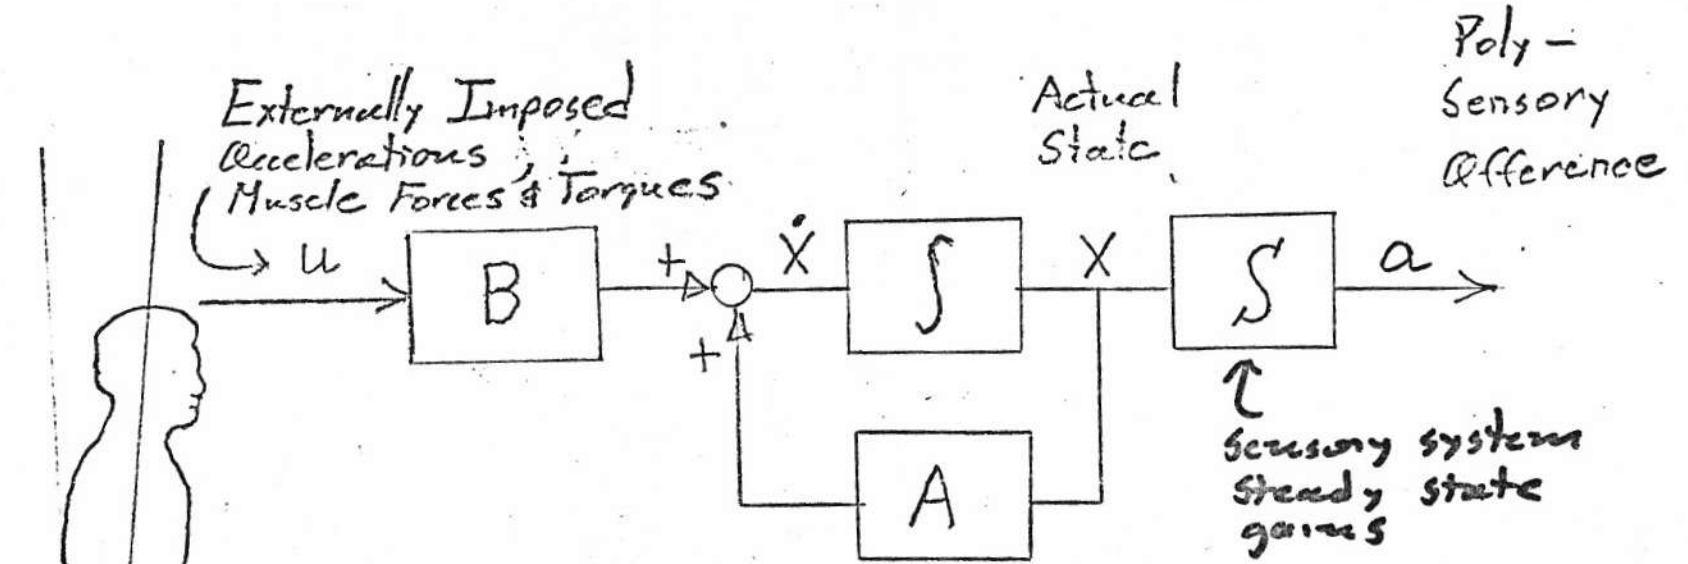 Externally Imposed
Accelerations,
Muscle Forces & Torques
u
B
+
+
Ẋ
∫
Actual
State
X
A
S
Sensory system
steady state
gains
a
Poly-
Sensory
Afference